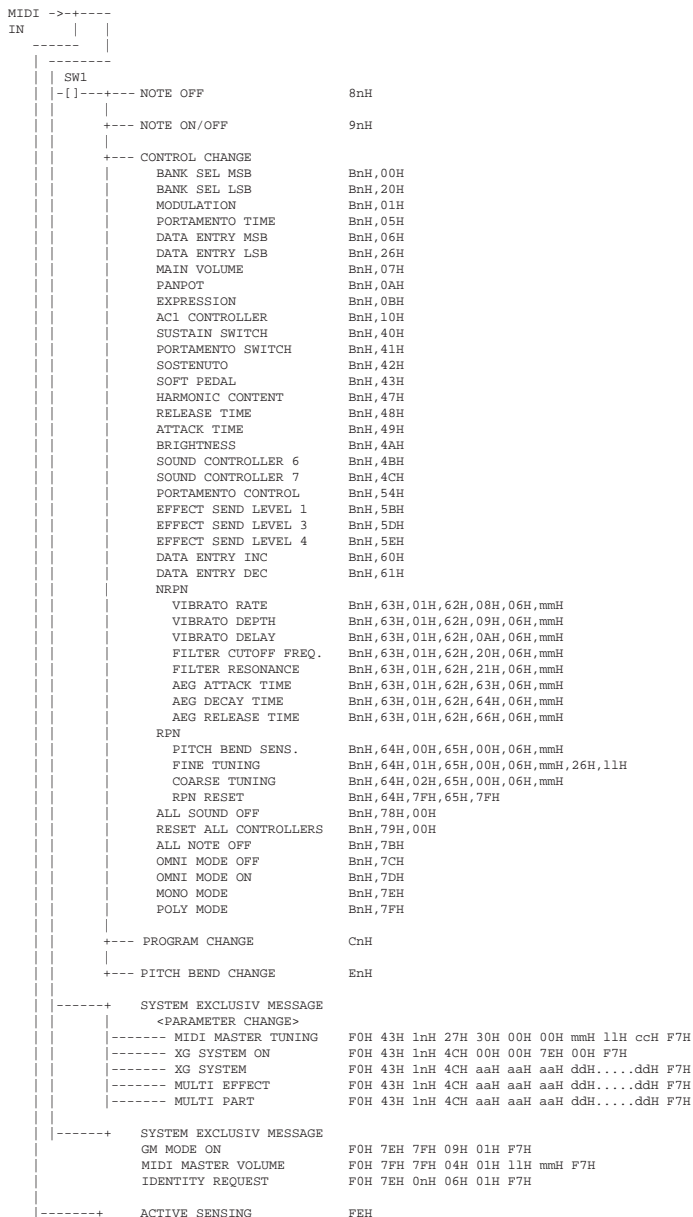 MIDI ->-+----
IN | |
------ |
| --------
| | SW1
| |-[]---+--- NOTE OFF 8nH
| | |
| | +--- NOTE ON/OFF 9nH
| | |
| | +--- CONTROL CHANGE
| | | BANK SEL MSB BnH,00H
| | | BANK SEL LSB BnH,20H
| | | MODULATION BnH,01H
| | | PORTAMENTO TIME BnH,05H
| | | DATA ENTRY MSB BnH,06H
| | | DATA ENTRY LSB BnH,26H
| | | MAIN VOLUME BnH,07H
| | | PANPOT BnH,0AH
| | | EXPRESSION BnH,0BH
| | | AC1 CONTROLLER BnH,10H
| | | SUSTAIN SWITCH BnH,40H
| | | PORTAMENTO SWITCH BnH,41H
| | | SOSTENUTO BnH,42H
| | | SOFT PEDAL BnH,43H
| | | HARMONIC CONTENT BnH,47H
| | | RELEASE TIME BnH,48H
| | | ATTACK TIME BnH,49H
| | | BRIGHTNESS BnH,4AH
| | | SOUND CONTROLLER 6 BnH,4BH
| | | SOUND CONTROLLER 7 BnH,4CH
| | | PORTAMENTO CONTROL BnH,54H
| | | EFFECT SEND LEVEL 1 BnH,5BH
| | | EFFECT SEND LEVEL 3 BnH,5DH
| | | EFFECT SEND LEVEL 4 BnH,5EH
| | | DATA ENTRY INC BnH,60H
| | | DATA ENTRY DEC BnH,61H
| | | NRPN
| | | VIBRATO RATE BnH,63H,01H,62H,08H,06H,mmH
| | | VIBRATO DEPTH BnH,63H,01H,62H,09H,06H,mmH
| | | VIBRATO DELAY BnH,63H,01H,62H,0AH,06H,mmH
| | | FILTER CUTOFF FREQ. BnH,63H,01H,62H,20H,06H,mmH
| | | FILTER RESONANCE BnH,63H,01H,62H,21H,06H,mmH
| | | AEG ATTACK TIME BnH,63H,01H,62H,63H,06H,mmH
| | | AEG DECAY TIME BnH,63H,01H,62H,64H,06H,mmH
| | | AEG RELEASE TIME BnH,63H,01H,62H,66H,06H,mmH
| | | RPN
| | | PITCH BEND SENS. BnH,64H,00H,65H,00H,06H,mmH
| | | FINE TUNING BnH,64H,01H,65H,00H,06H,mmH,26H,llH
| | | COARSE TUNING BnH,64H,02H,65H,00H,06H,mmH
| | | RPN RESET BnH,64H,7FH,65H,7FH
| | | ALL SOUND OFF BnH,78H,00H
| | | RESET ALL CONTROLLERS BnH,79H,00H
| | | ALL NOTE OFF BnH,7BH
| | | OMNI MODE OFF BnH,7CH
| | | OMNI MODE ON BnH,7DH
| | | MONO MODE BnH,7EH
| | | POLY MODE BnH,7FH
| | |
| | +--- PROGRAM CHANGE CnH
| | |
| | +--- PITCH BEND CHANGE EnH
| |
| |------+ SYSTEM EXCLUSIV MESSAGE
| | | <PARAMETER CHANGE>
| | |------- MIDI MASTER TUNING F0H 43H 1nH 27H 30H 00H 00H mmH llH ccH F7H
| | |------- XG SYSTEM ON F0H 43H 1nH 4CH 00H 00H 7EH 00H F7H
| | |------- XG SYSTEM F0H 43H 1nH 4CH aaH aaH aaH ddH.....ddH F7H
| | |------- MULTI EFFECT F0H 43H 1nH 4CH aaH aaH aaH ddH.....ddH F7H
| | |------- MULTI PART F0H 43H 1nH 4CH aaH aaH aaH ddH.....ddH F7H
| |
| |------+ SYSTEM EXCLUSIV MESSAGE
| GM MODE ON F0H 7EH 7FH 09H 01H F7H
| MIDI MASTER VOLUME F0H 7FH 7FH 04H 01H llH mmH F7H
| IDENTITY REQUEST F0H 7EH 0nH 06H 01H F7H
|
|-------+ ACTIVE SENSING FEH